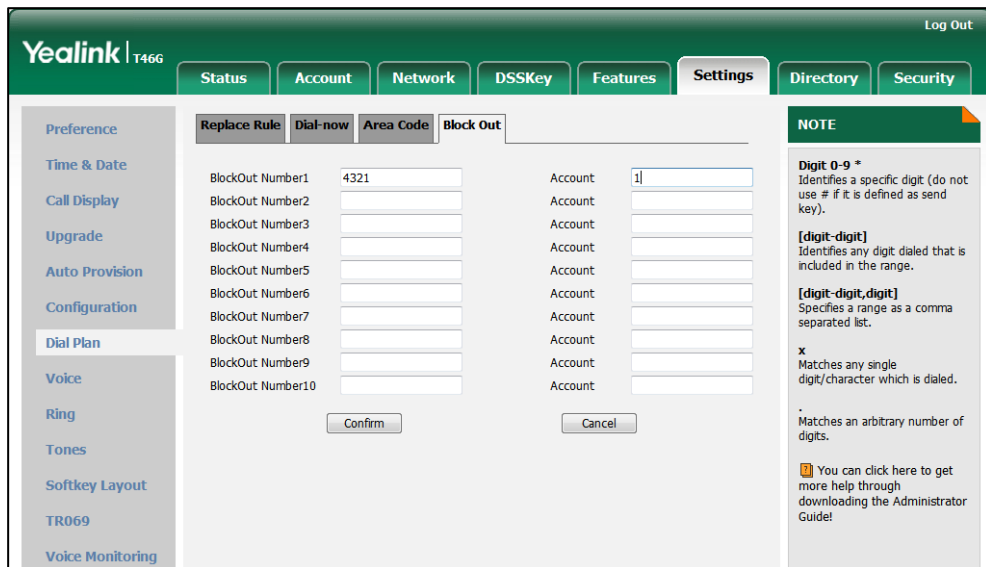 Log Out
Yealink T46G
Status Account Network DSSKey Features Settings Directory Security
Preference
Time & Date
Call Display
Upgrade
Auto Provision
Configuration
Dial Plan
Voice
Ring
Tones
Softkey Layout
TR069
Voice Monitoring
Replace Rule Dial-now Area Code Block Out
BlockOut Number1 4321 Account 1
BlockOut Number2 Account
BlockOut Number3 Account
BlockOut Number4 Account
BlockOut Number5 Account
BlockOut Number6 Account
BlockOut Number7 Account
BlockOut Number8 Account
BlockOut Number9 Account
BlockOut Number10 Account
Confirm Cancel
NOTE
Digit 0-9 *
Identifies a specific digit (do not
use # if it is defined as send
key).
[digit-digit]
Identifies any digit dialed that is
included in the range.
[digit-digit,digit]
Specifies a range as a comma
separated list.
x
Matches any single
digit/character which is dialed.
.
Matches an arbitrary number of
digits.
? You can click here to get
more help through
downloading the Administrator
Guide!